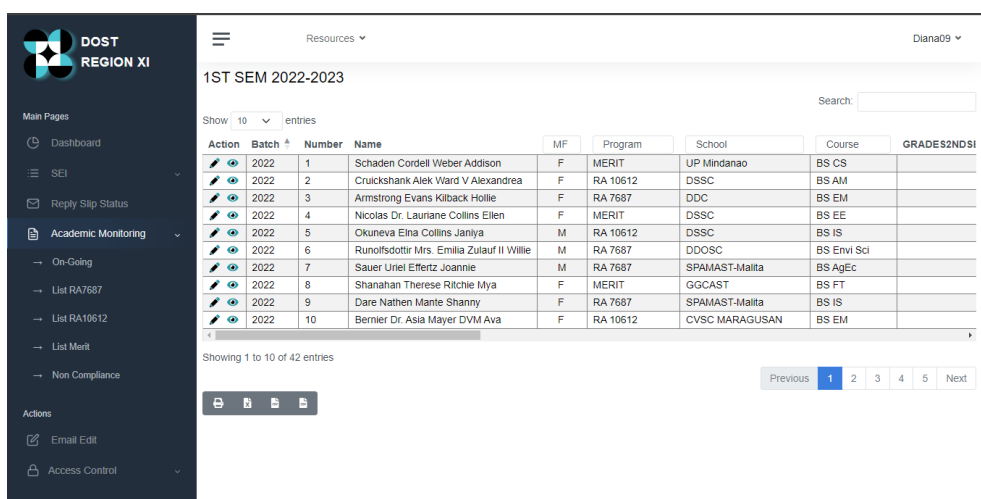 DOST
REGION XI
Main Pages
Dashboard
SEI
Reply Slip Status
Academic Monitoring
→ On-Going
→ List RA7687
→ List RA10612
→ List Merit
→ Non Compliance
Actions
Email Edit
Access Control
Resources
Diana09
1ST SEM 2022-2023
Search:
Show 10 entries
Action Batch Number Name MF Program School Course GRADES2NDSE
2022 1 Schaden Cordell Weber Addison F MERIT UP Mindanao BS CS
2022 2 Cruickshank Alek Ward V Alexandrea F RA 10612 DSSC BS AM
2022 3 Armstrong Evans Kilback Hollie F RA 7687 DDC BS EM
2022 4 Nicolas Dr. Lauriane Collins Ellen F MERIT DSSC BS EE
2022 5 Okuneva Elna Collins Janiya M RA 10612 DSSC BS IS
2022 6 Runolfsdottir Mrs. Emilia Zulauf II Willie M RA 7687 DDOSC BS Envi Sci
2022 7 Sauer Uriel Effertz Joannie M RA 7687 SPAMAST-Malita BS AgEc
2022 8 Shanahan Therese Ritchie Mya F MERIT GGCAST BS FT
2022 9 Dare Nathen Mante Shanny F RA 7687 SPAMAST-Malita BS IS
2022 10 Bernier Dr. Asia Mayer DVM Ava F RA 10612 CVSC MARAGUSAN BS EM
Showing 1 to 10 of 42 entries
Previous 1 2 3 4 5 Next